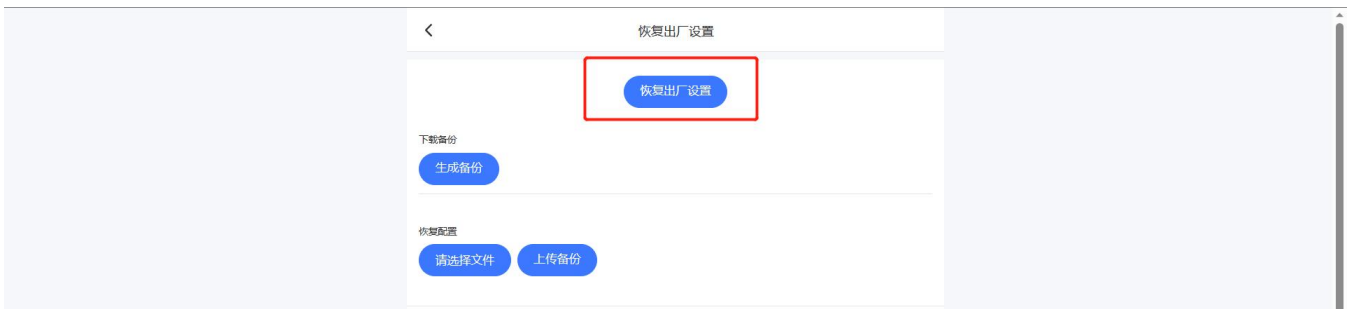 恢复出厂设置
恢复出厂设置
下载备份
生成备份
恢复配置
请选择文件 上传备份